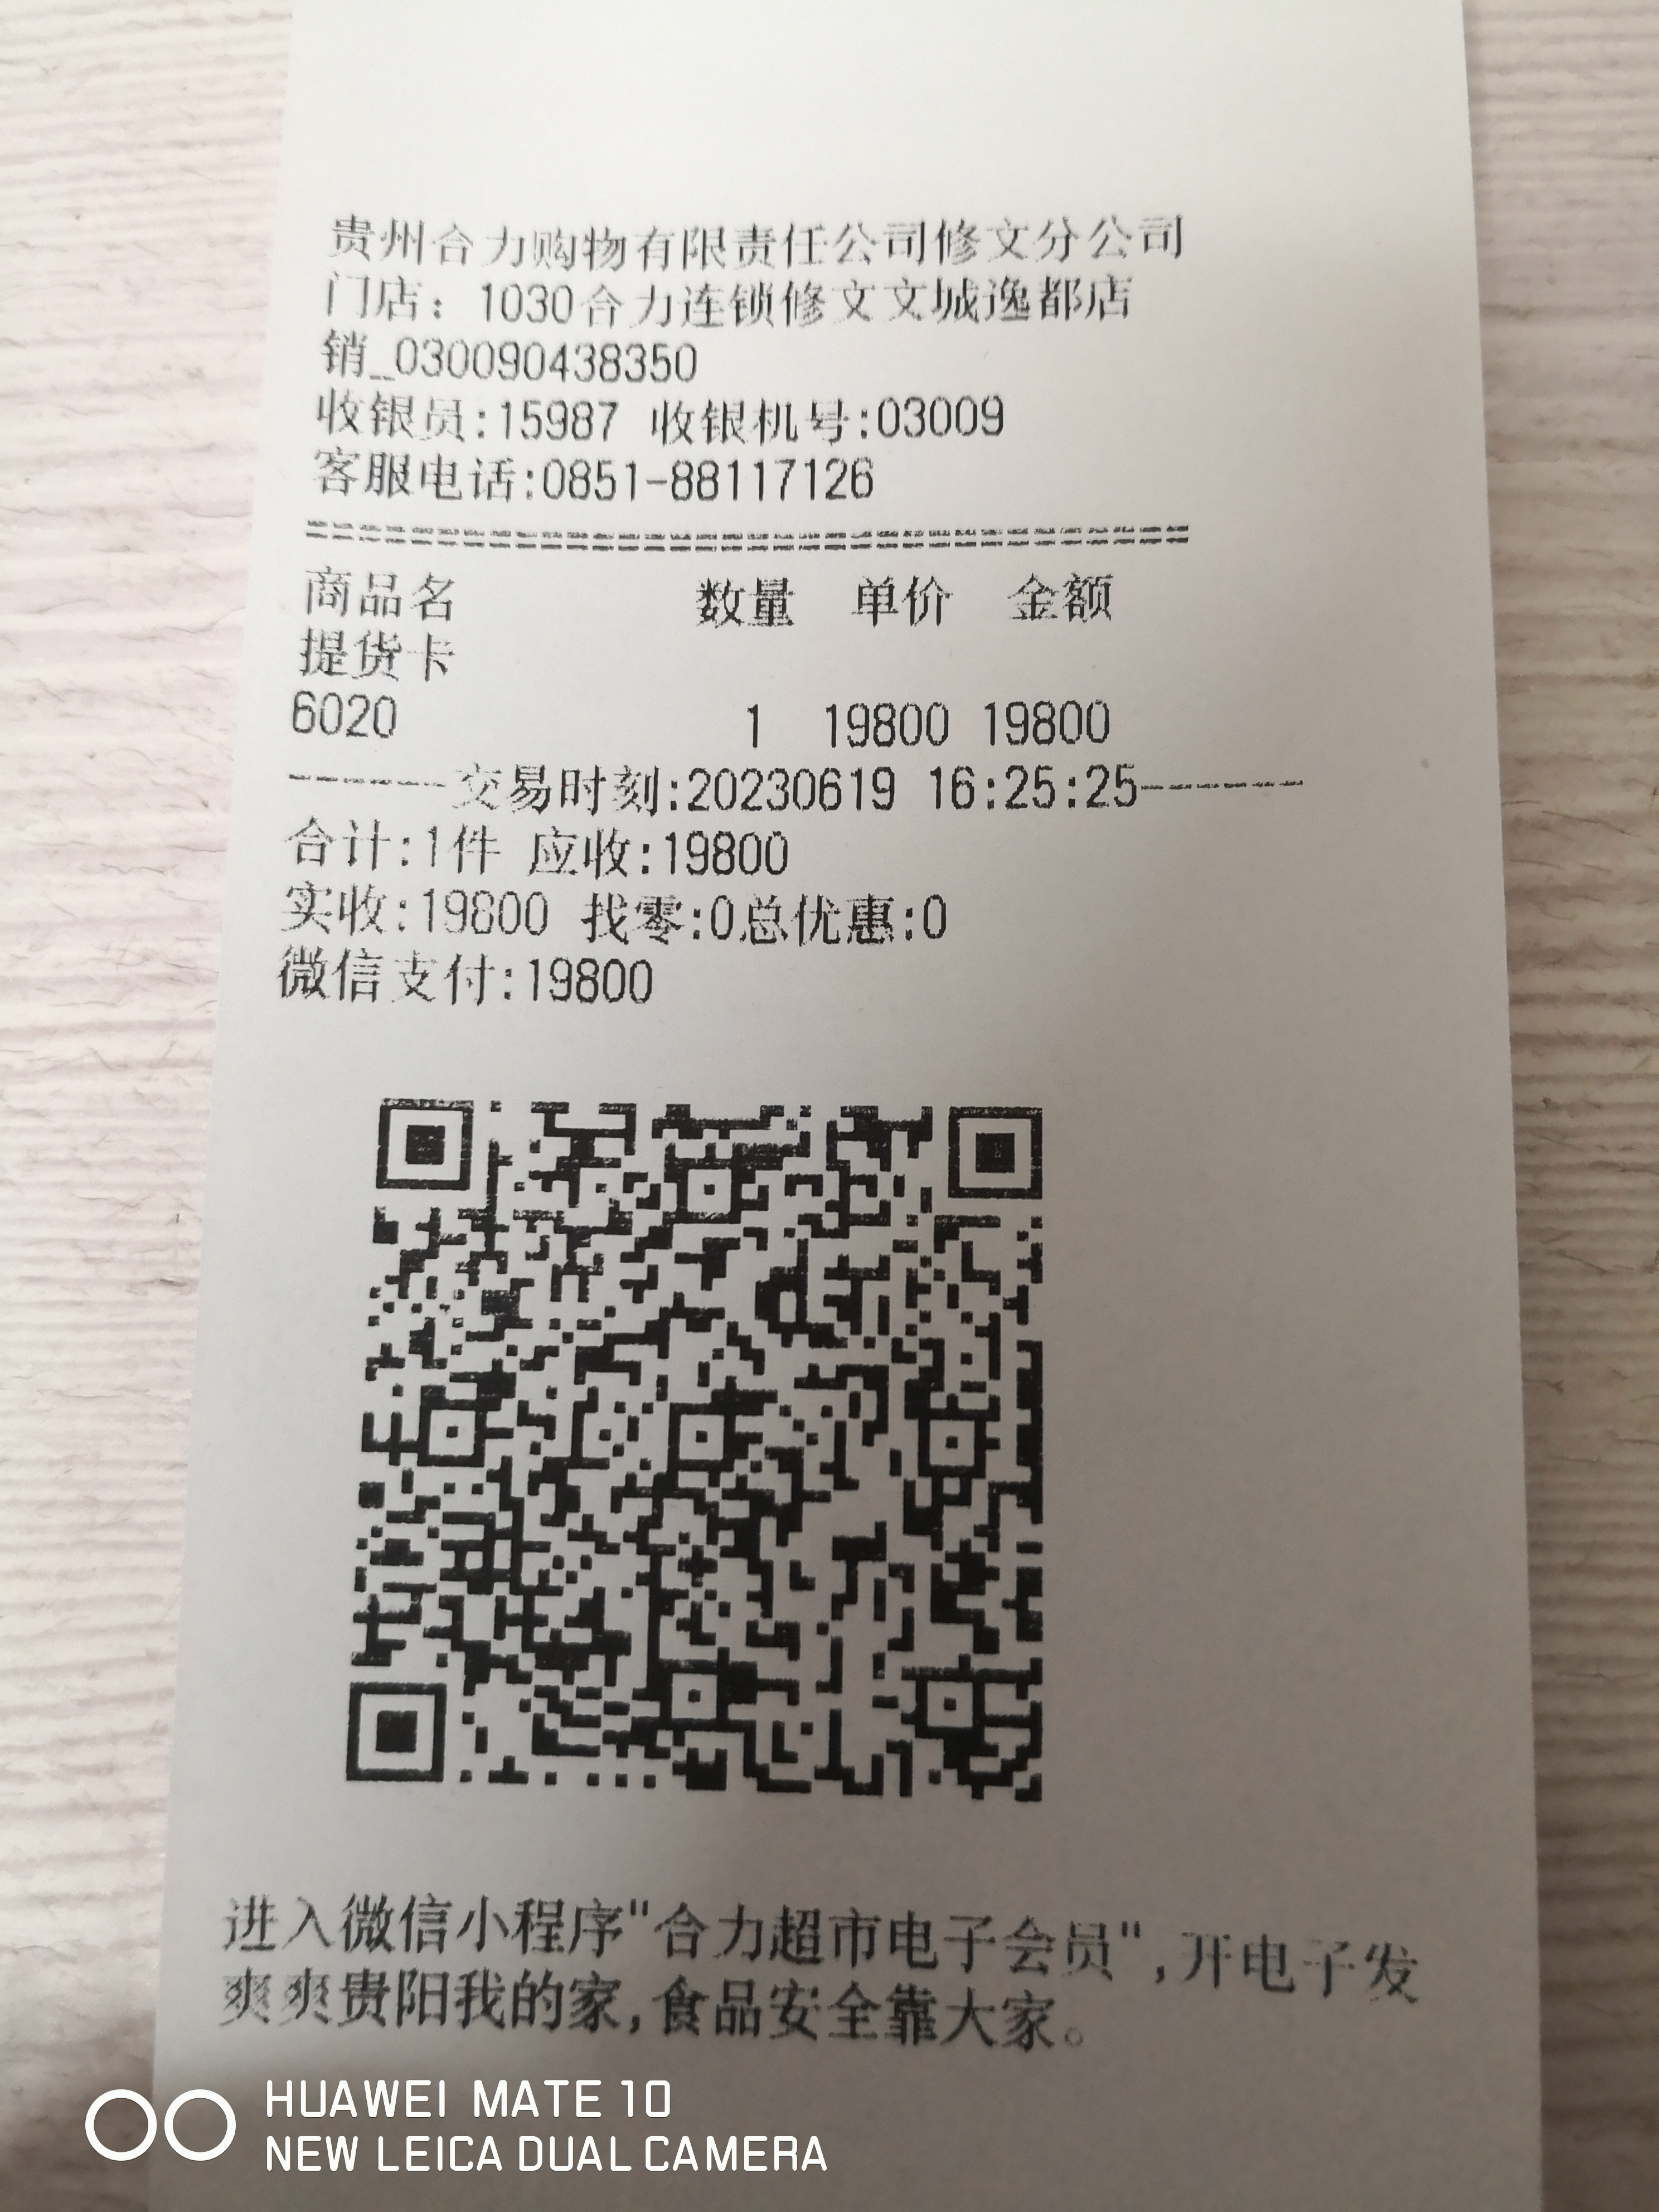 贵州合力购物有限责任公司修文分公司
门店：1030合力连锁修文文城逸都店
销_030090438350
收银员:15987 收银机号:03009
客服电话:0851-88117126
==================================
商品名 数量 单价 金额
提货卡
6020 1 19800 19800
------交易时刻:20230619 16:25:25------
合计:1件 应收:19800
实收:19800 找零:0总优惠:0
微信支付:19800
进入微信小程序"合力超市电子会员",开电子发
爽爽贵阳我的家,食品安全靠大家。
HUAWEI MATE 10
NEW LEICA DUAL CAMERA